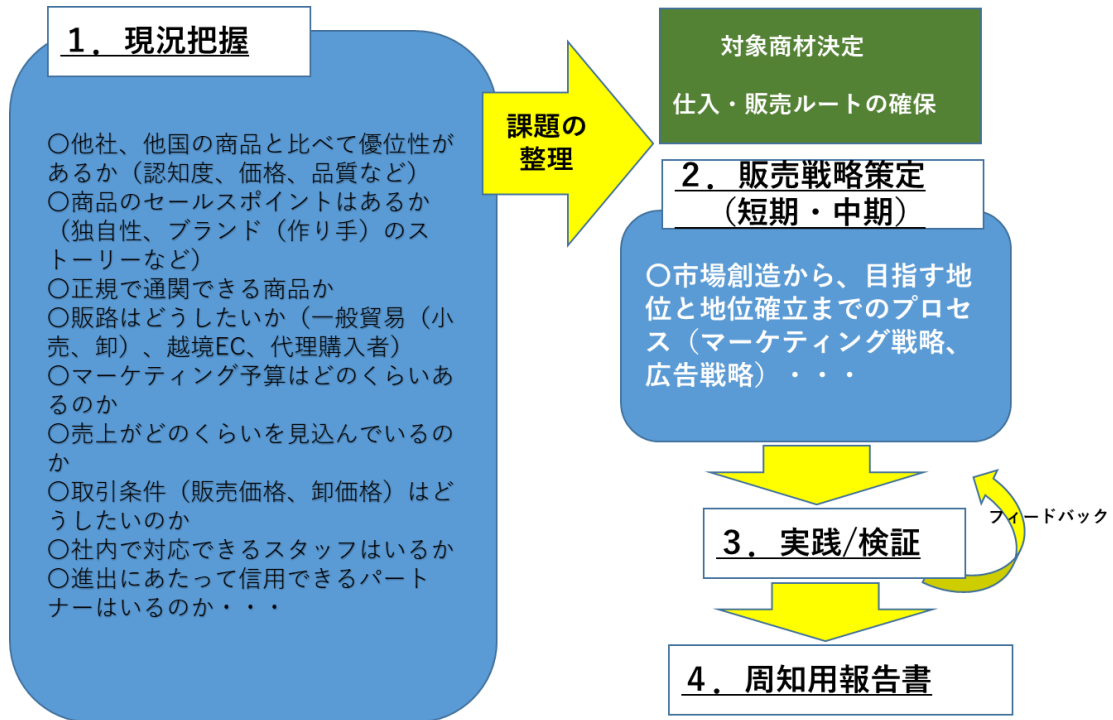 １．現況把握
〇他社、他国の商品と比べて優位性が
あるか（認知度、価格、品質など）
〇商品のセールスポイントはあるか
（独自性、ブランド（作り手）のス
トーリーなど）
〇正規で通関できる商品か
〇販路はどうしたいか（一般貿易（小
売、卸）、越境EC、代理購入者）
〇マーケティング予算はどのくらいあ
るのか
〇売上がどのくらいを見込んでいるの
か
〇取引条件（販売価格、卸価格）はど
うしたいのか
〇社内で対応できるスタッフはいるか
〇進出にあたって信用できるパート
ナーはいるのか・・・
課題の
整理
対象商材決定
仕入・販売ルートの確保
２．販売戦略策定
（短期・中期）
〇市場創造から、目指す地
位と地位確立までのプロセ
ス（マーケティング戦略、
広告戦略）・・・
フィードバック
３．実践/検証
４．周知用報告書